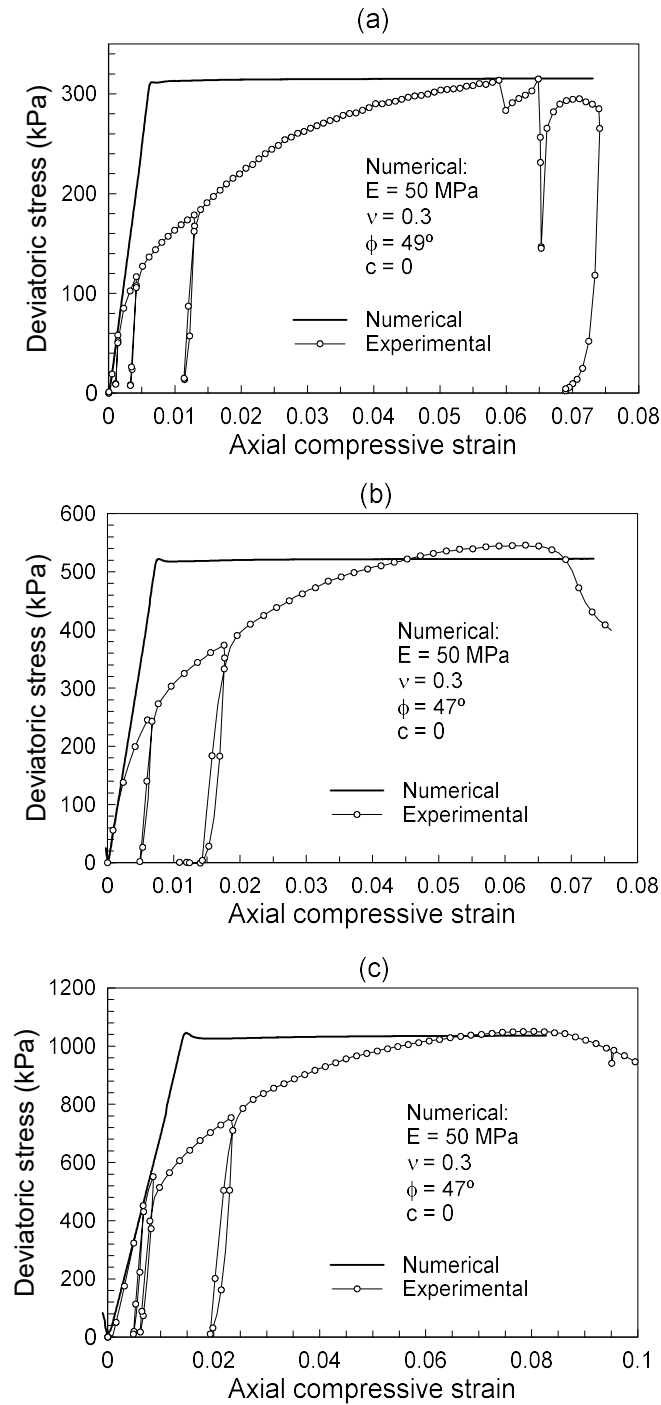 (a)
Deviatoric stress (kPa)
300
200
100
0
Numerical:
E = 50 MPa
ν = 0.3
ϕ = 49º
c = 0
Numerical
Experimental
0 0.01 0.02 0.03 0.04 0.05 0.06 0.07 0.08
Axial compressive strain
(b)
Deviatoric stress (kPa)
600
500
400
300
200
100
0
Numerical:
E = 50 MPa
ν = 0.3
ϕ = 47º
c = 0
Numerical
Experimental
0 0.01 0.02 0.03 0.04 0.05 0.06 0.07 0.08
Axial compressive strain
(c)
Deviatoric stress (kPa)
1200
1000
800
600
400
200
0
Numerical:
E = 50 MPa
ν = 0.3
ϕ = 47º
c = 0
Numerical
Experimental
0 0.02 0.04 0.06 0.08 0.1
Axial compressive strain